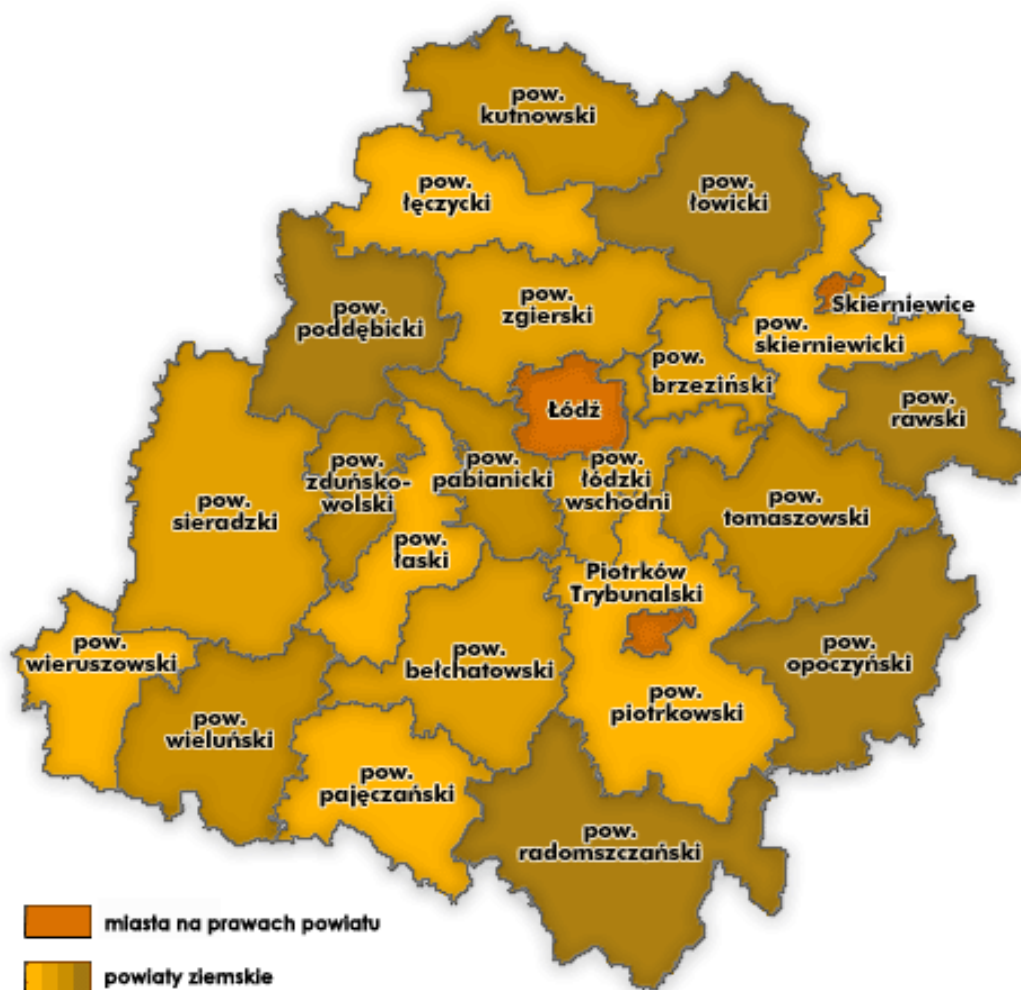 pow.
kutnowski
pow.
łęczycki
pow.
łowicki
pow.
poddębicki
pow.
zgierski
Skierniewice
pow.
skierniewicki
pow.
brzeziński
Łódź
pow.
rawski
pow.
sieradzki
pow.
zduńsko-
wolski
pow.
pabianicki
pow.
łódzki
wschodni
pow.
tomaszowski
pow.
łaski
Piotrków
Trybunalski
pow.
wieruszowski
pow.
bełchatowski
pow.
opoczyński
pow.
wieluński
pow.
piotrkowski
pow.
pajęczański
pow.
radomszczański
miasta na prawach powiatu
powiaty ziemskie